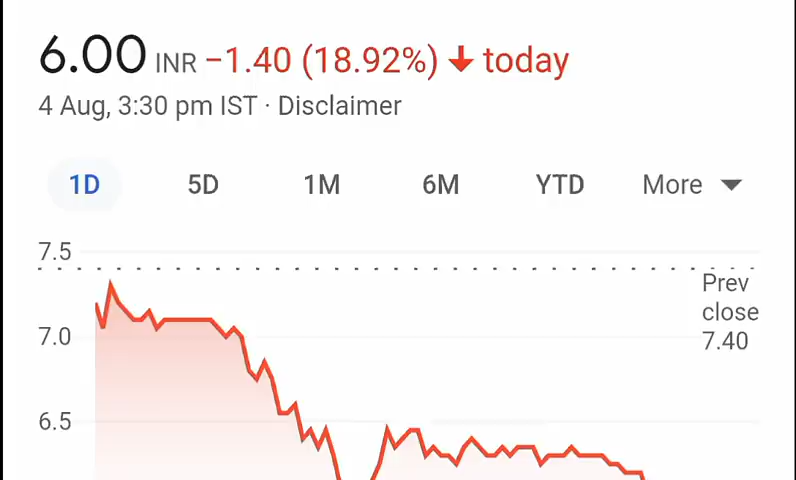 6.00 INR −1.40 (18.92%) ↓ today
4 Aug, 3:30 pm IST · Disclaimer
1D 5D 1M 6M YTD More
7.5
Prev
close
7.40
7.0
6.5